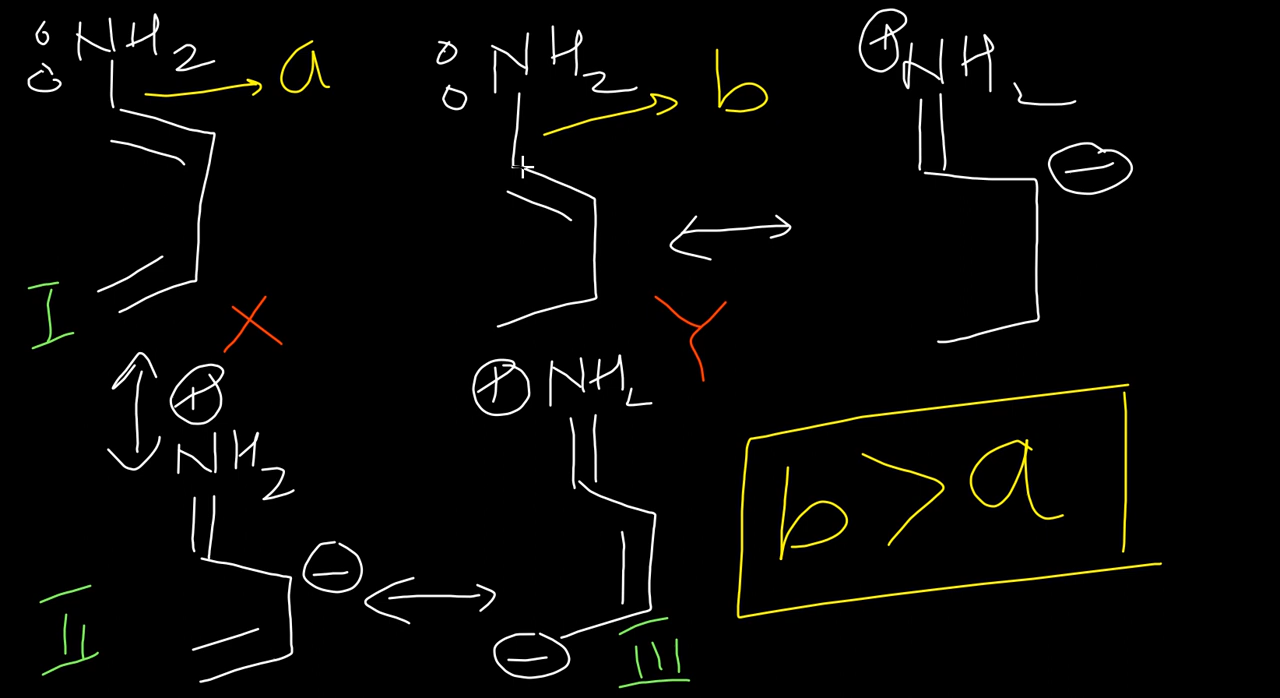 NH2 → a
NH2 → b
⊕NH2
⊖
↔
I
X
Y
⊕
NH2
⊕ NH2
⊖
↔
b > a
II
⊖
III